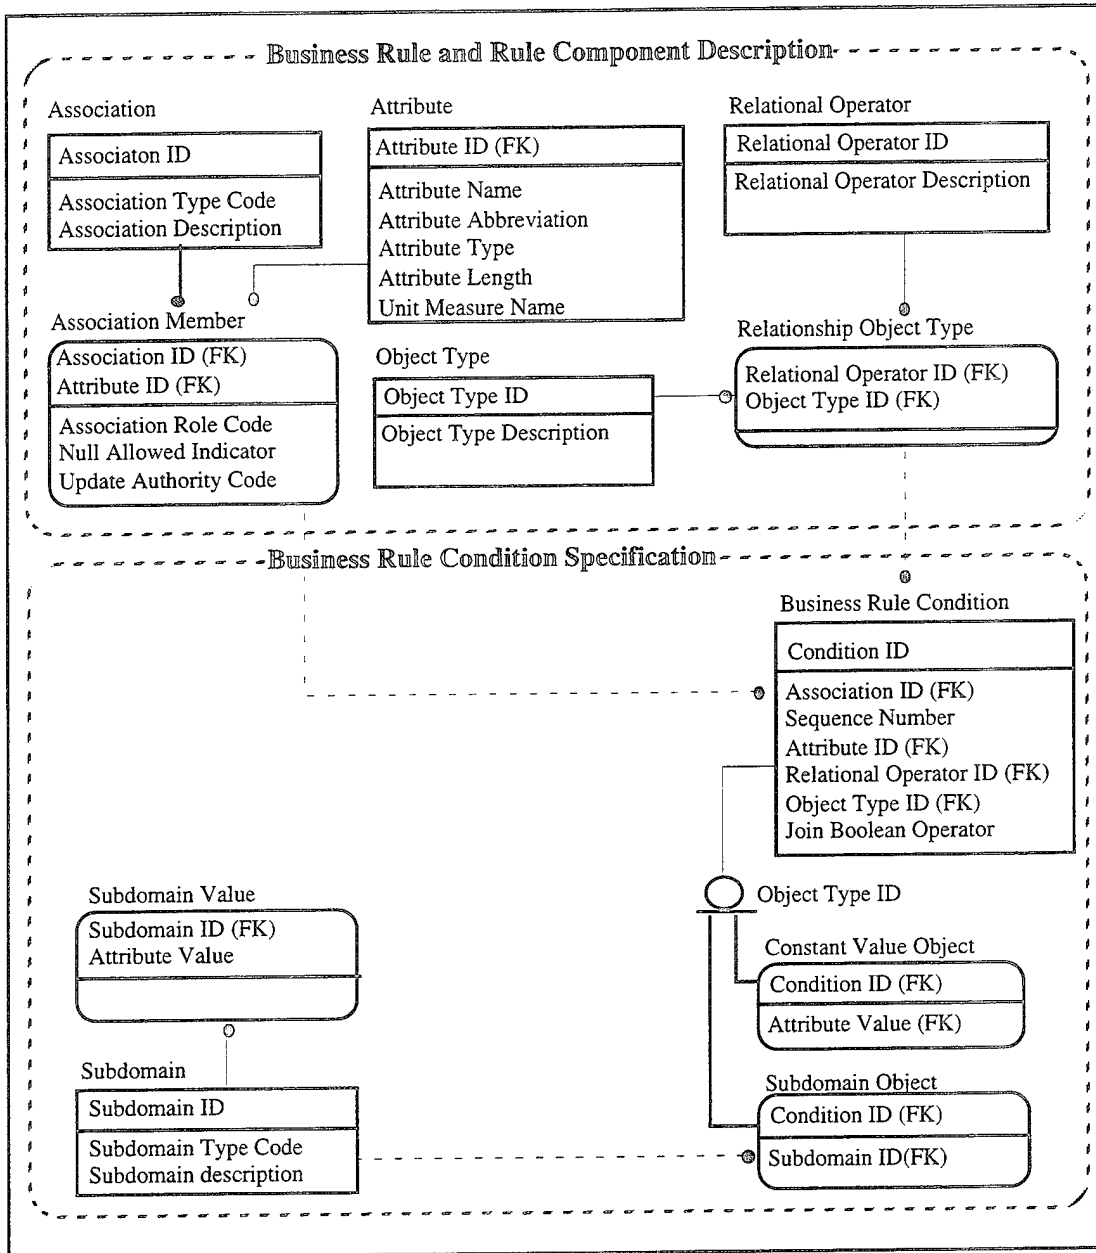 Business Rule and Rule Component Description
Association
Associaton ID
Association Type Code
Association Description
Attribute
Attribute ID (FK)
Attribute Name
Attribute Abbreviation
Attribute Type
Attribute Length
Unit Measure Name
Relational Operator
Relational Operator ID
Relational Operator Description
Association Member
Association ID (FK)
Attribute ID (FK)
Association Role Code
Null Allowed Indicator
Update Authority Code
Object Type
Object Type ID
Object Type Description
Relationship Object Type
Relational Operator ID (FK)
Object Type ID (FK)
Business Rule Condition Specification
Business Rule Condition
Condition ID
Association ID (FK)
Sequence Number
Attribute ID (FK)
Relational Operator ID (FK)
Object Type ID (FK)
Join Boolean Operator
Object Type ID
Subdomain Value
Subdomain ID (FK)
Attribute Value
Constant Value Object
Condition ID (FK)
Attribute Value (FK)
Subdomain
Subdomain ID
Subdomain Type Code
Subdomain description
Subdomain Object
Condition ID (FK)
Subdomain ID(FK)